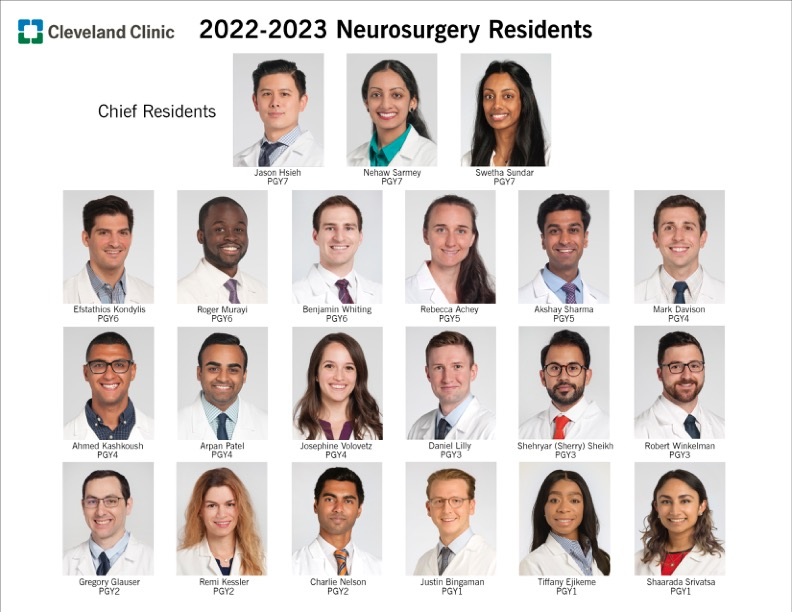 Cleveland Clinic
2022-2023 Neurosurgery Residents
Chief Residents
Jason Hsieh
PGY7
Nehaw Sarmey
PGY7
Swetha Sundar
PGY7
Efstathios Kondylis
PGY6
Roger Murayi
PGY6
Benjamin Whiting
PGY6
Rebecca Achey
PGY5
Akshay Sharma
PGY5
Mark Davison
PGY4
Ahmed Kashkoush
PGY4
Arpan Patel
PGY4
Josephine Volovetz
PGY4
Daniel Lilly
PGY3
Shehryar (Sherry) Sheikh
PGY3
Robert Winkelman
PGY3
Gregory Glauser
PGY2
Remi Kessler
PGY2
Charlie Nelson
PGY2
Justin Bingaman
PGY1
Tiffany Ejikeme
PGY1
Shaarada Srivatsa
PGY1